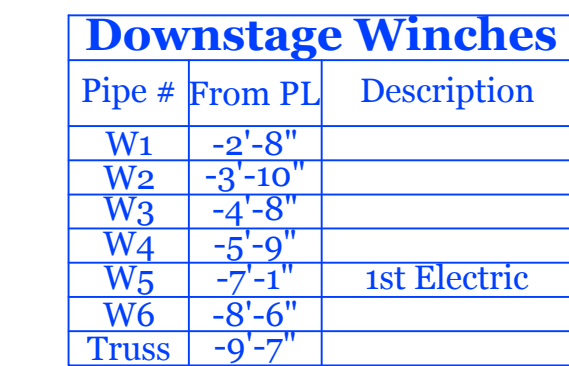 Downstage Winches
Pipe # From PL Description
W1 -2'-8"
W2 -3'-10"
W3 -4'-8"
W4 -5'-9"
W5 -7'-1" 1st Electric
W6 -8'-6"
Truss -9'-7"